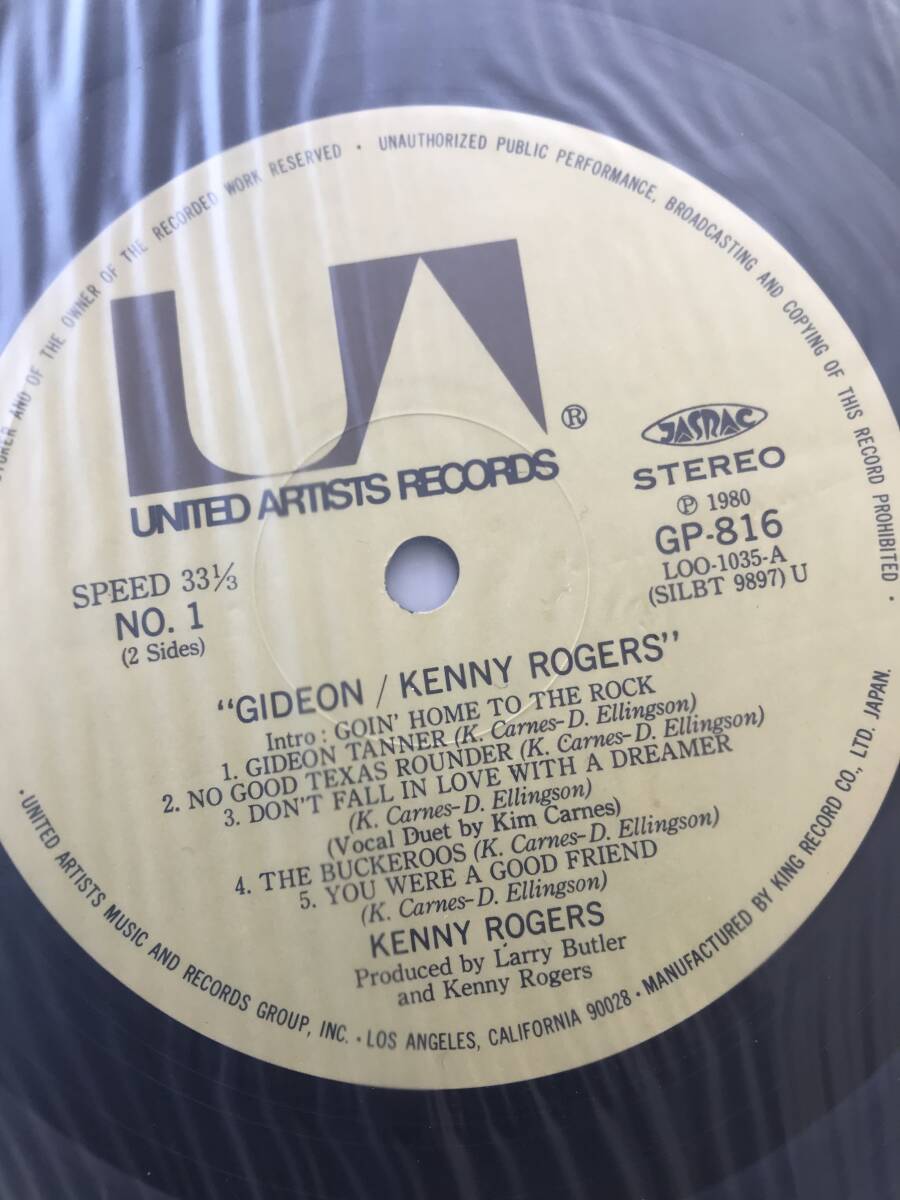 AND OF THE OWNER OF THE RECORDED WORK RESERVED · UNAUTHORIZED PUBLIC PERFORMANCE, BROADCASTING AND COPYING OF THIS RECORD PROHIBITED ·
UA ®
UNITED ARTISTS RECORDS
JASRAC
STEREO
℗ 1980
GP-816
LOO-1035-A
(SILBT 9897) U
SPEED 33⅓
NO. 1
(2 Sides)
"GIDEON / KENNY ROGERS"
Intro : GOIN' HOME TO THE ROCK
1. GIDEON TANNER (K. Carnes-D. Ellingson)
2. NO GOOD TEXAS ROUNDER (K. Carnes-D. Ellingson)
3. DON'T FALL IN LOVE WITH A DREAMER
(K. Carnes-D. Ellingson)
(Vocal Duet by Kim Carnes)
4. THE BUCKEROOS (K. Carnes-D. Ellingson)
5. YOU WERE A GOOD FRIEND
(K. Carnes-D. Ellingson)
KENNY ROGERS
Produced by Larry Butler
and Kenny Rogers
· UNITED ARTISTS MUSIC AND RECORDS GROUP, INC. · LOS ANGELES, CALIFORNIA 90028 · MANUFACTURED BY KING RECORD CO., LTD. JAPAN.